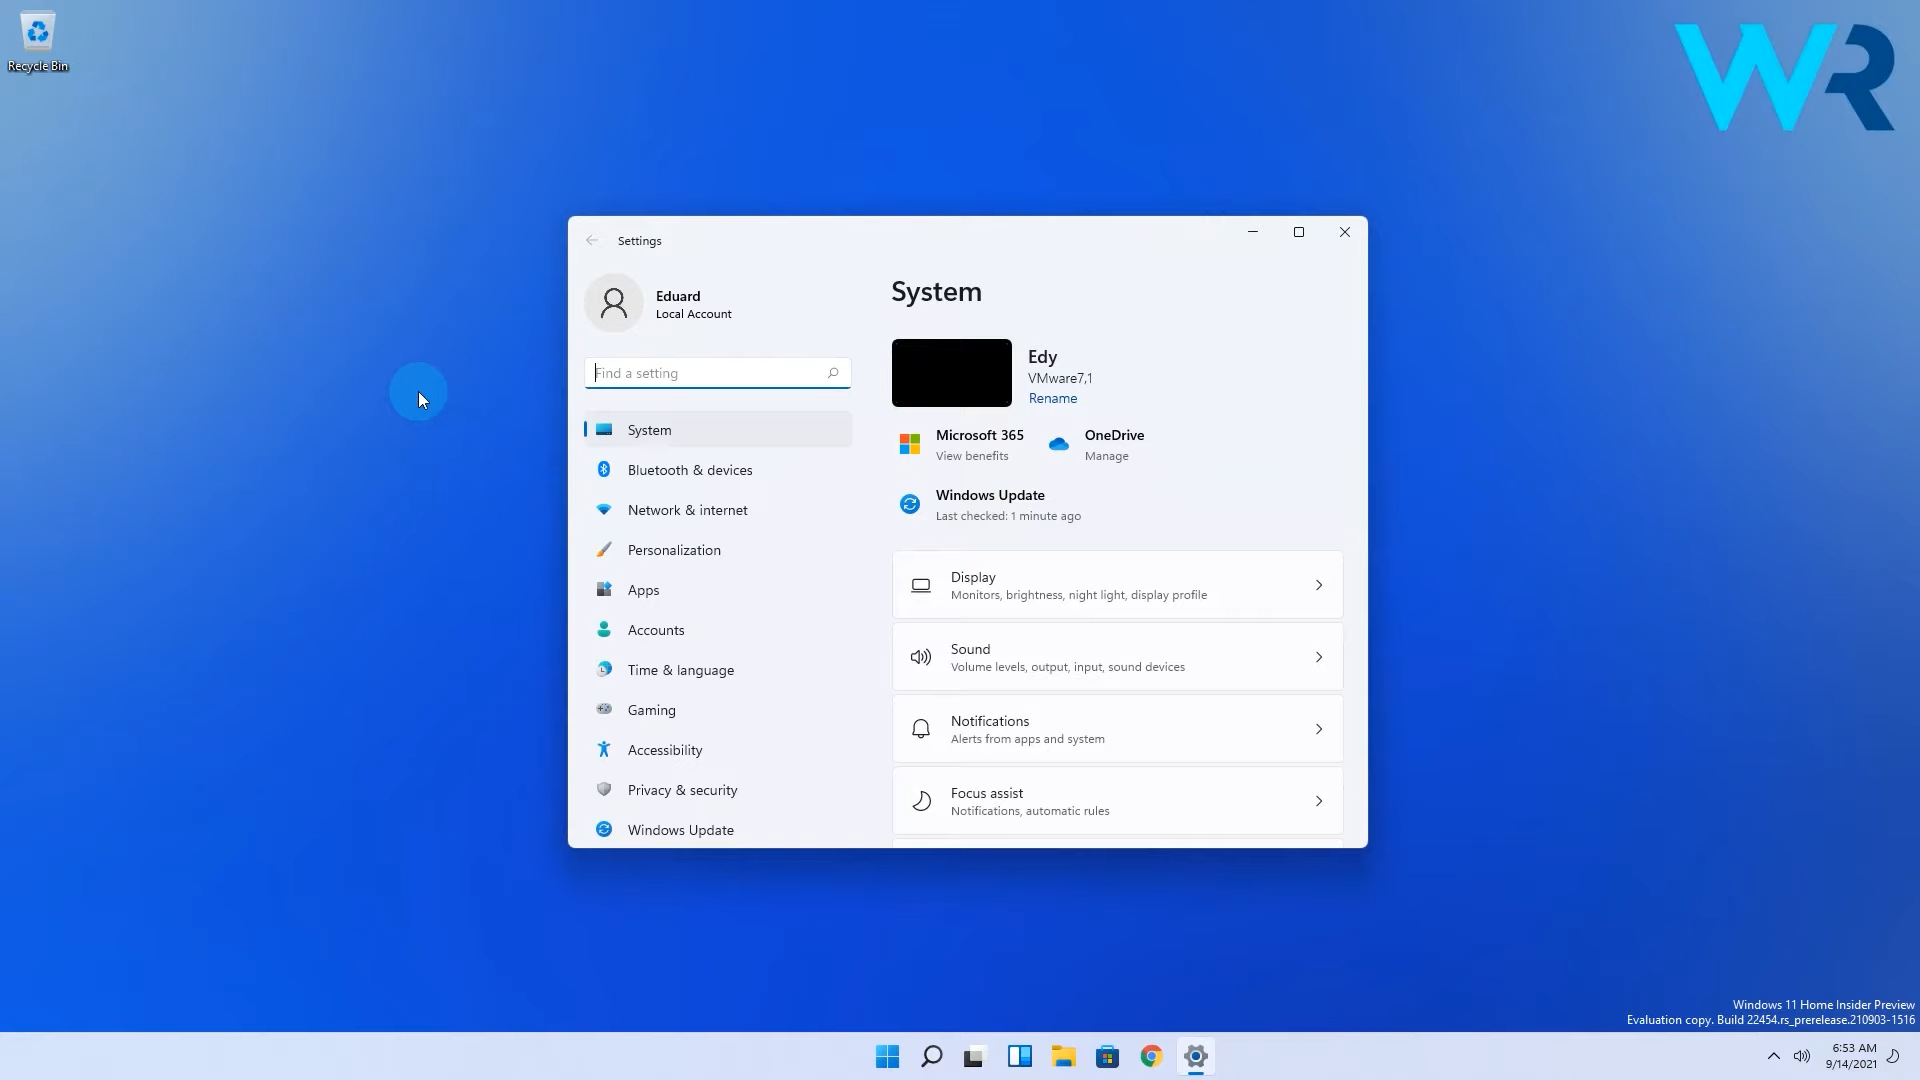 Recycle Bin
WR
Settings
Eduard
Local Account
Find a setting
System
Bluetooth & devices
Network & internet
Personalization
Apps
Accounts
Time & language
Gaming
Accessibility
Privacy & security
Windows Update
System
Edy
VMware7,1
Rename
Microsoft 365
View benefits
OneDrive
Manage
Windows Update
Last checked: 1 minute ago
Display
Monitors, brightness, night light, display profile
Sound
Volume levels, output, input, sound devices
Notifications
Alerts from apps and system
Focus assist
Notifications, automatic rules
Windows 11 Home Insider Preview
Evaluation copy. Build 22454.rs_prerelease.210903-1516
6:53 AM
9/14/2021